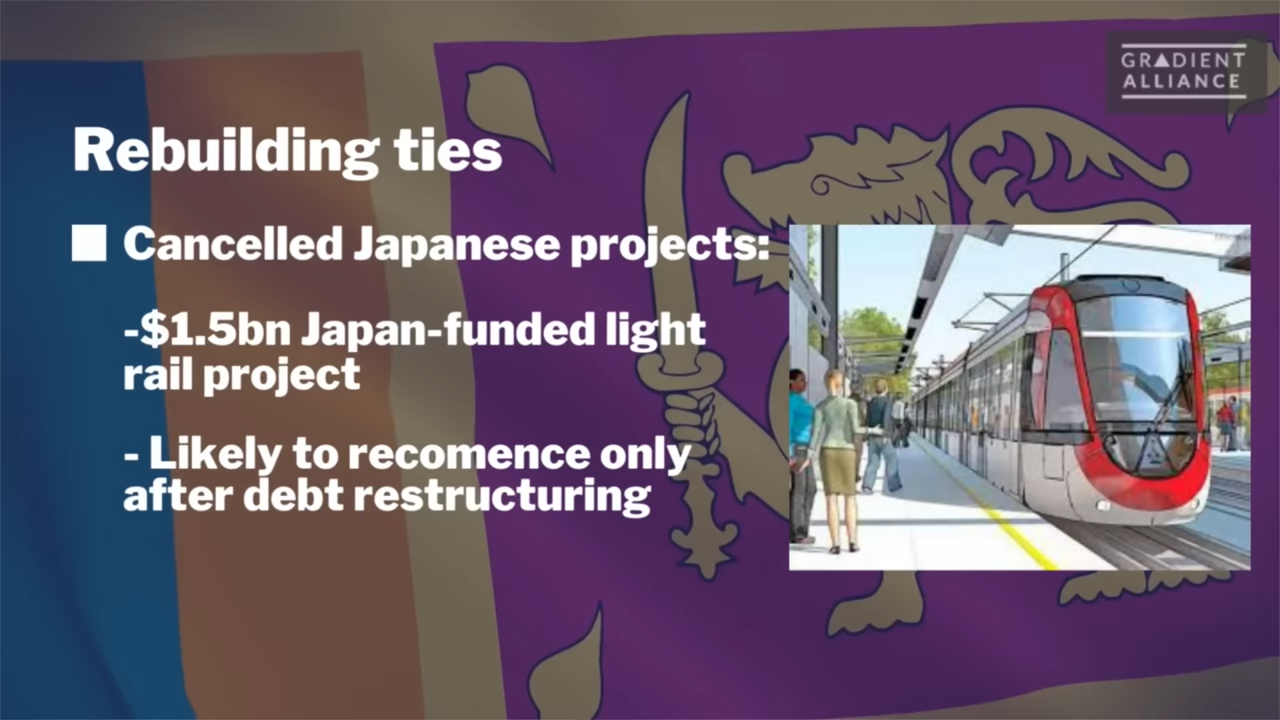 GRADIENT
ALLIANCE
Rebuilding ties
Cancelled Japanese projects:
-$1.5bn Japan-funded light
rail project
- Likely to recomence only
after debt restructuring